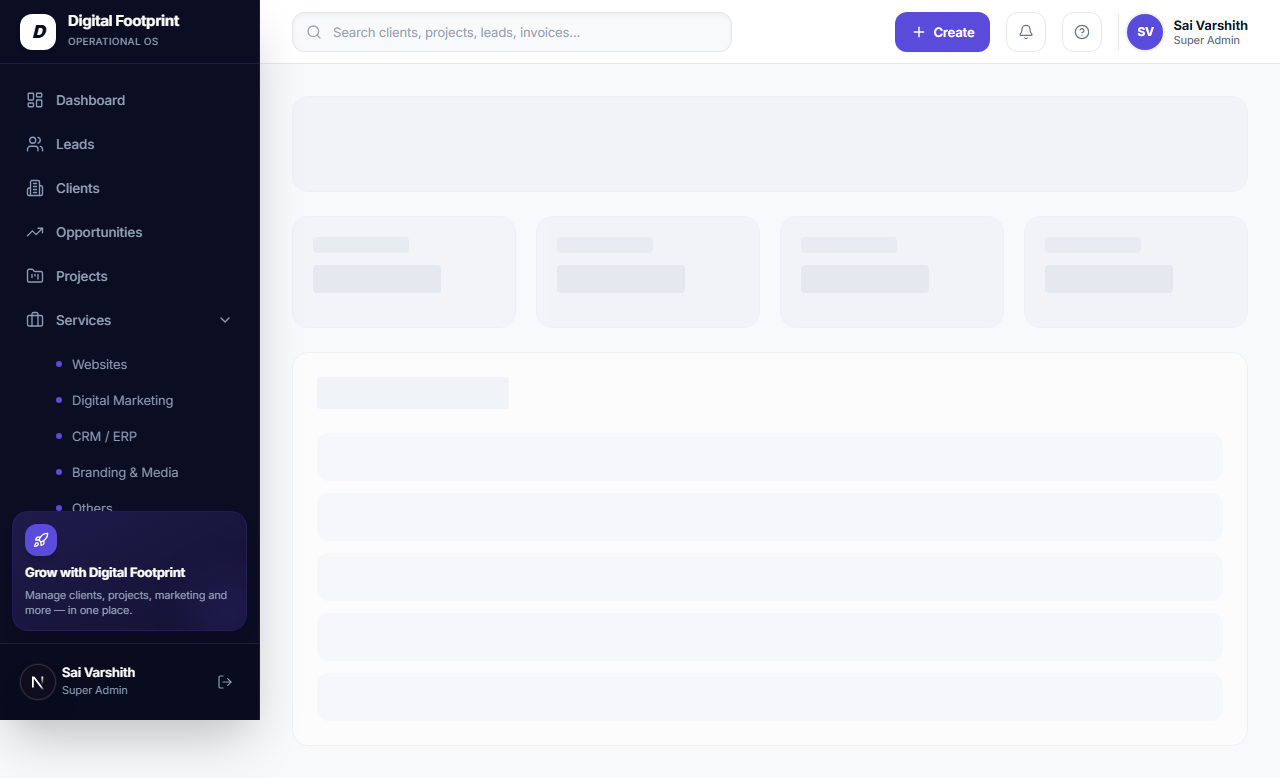 D
Digital Footprint
OPERATIONAL OS
Search clients, projects, leads, invoices...
Create
SV
Sai Varshith
Super Admin
Dashboard
Leads
Clients
Opportunities
Projects
Services
Websites
Digital Marketing
CRM / ERP
Branding & Media
Others
Grow with Digital Footprint
Manage clients, projects, marketing and
more — in one place.
N
Sai Varshith
Super Admin